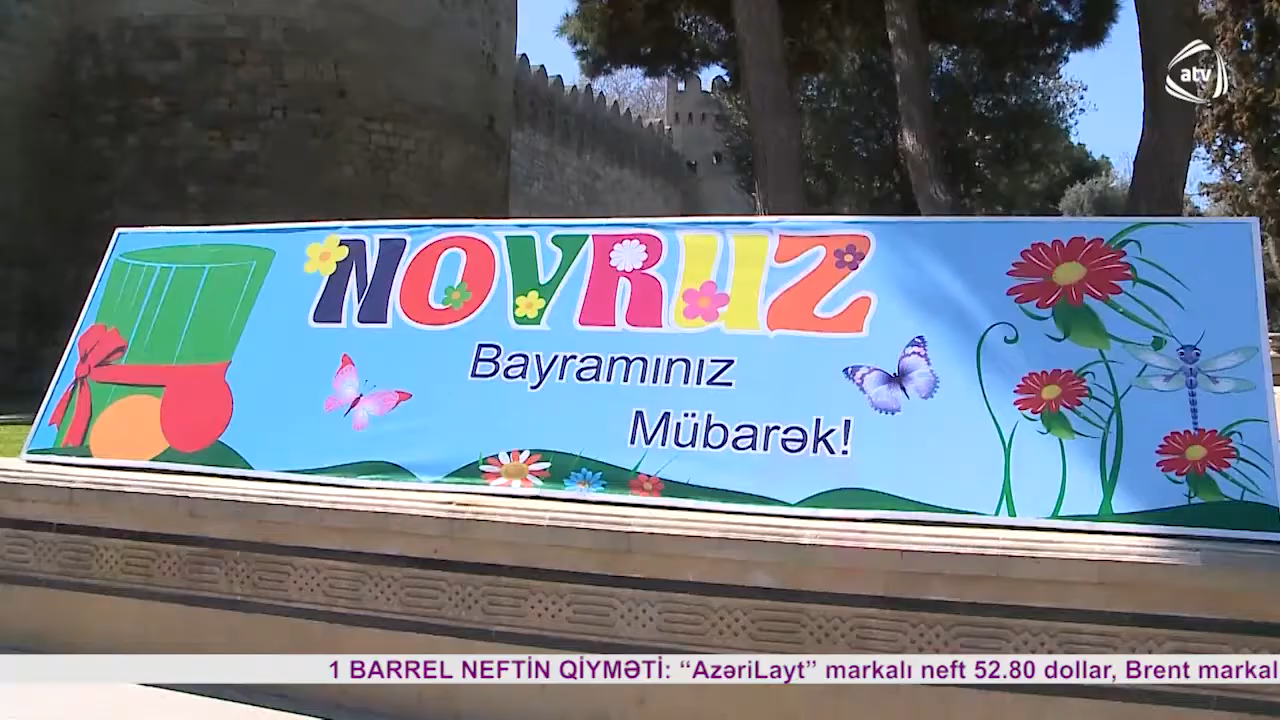 atv
NOVRUZ
Bayramınız
Mübarək!
1 BARREL NEFTİN QİYMƏTİ: “AzəriLayt” markalı neft 52.80 dollar, Brent markal